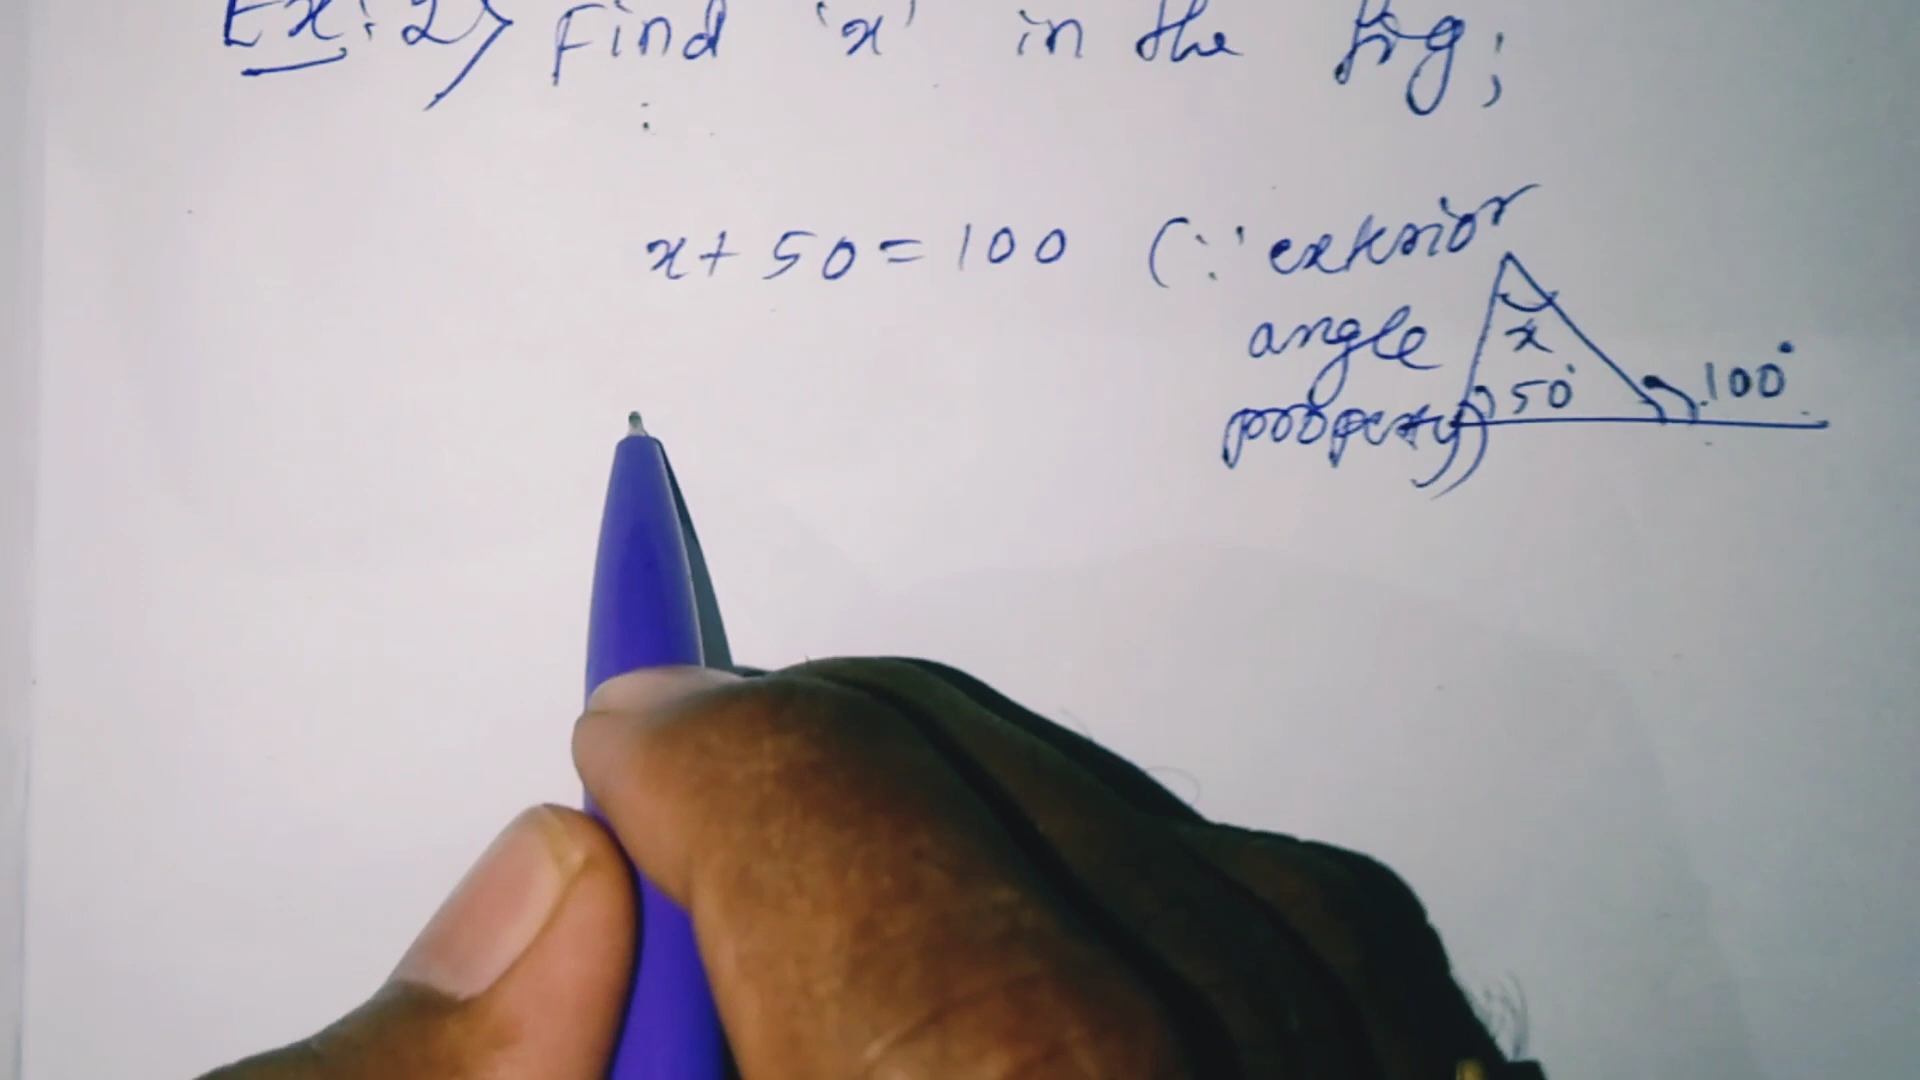 Ex: 2) Find 'x' in the fig;
x + 50 = 100 (∵ exterior
angle
property)
x
50°
100°